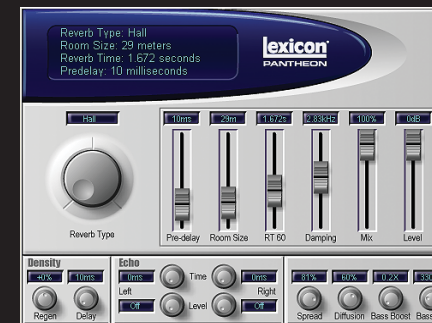 Reverb Type: Hall
Room Size: 29 meters
Reverb Time: 1.672 seconds
Predelay: 10 milliseconds
lexicon
PANTHEON
Hall
10ms 29m 1.672s 2.83kHz 100% 0dB
Reverb Type
Pre-delay Room Size RT 60 Damping Mix Level
Density Echo
+0% 10ms 0ms Time 0ms 81% 60% 0.2X 330
Left Right
Off Level Off
Regen Delay Spread Diffusion Bass Boost Bass